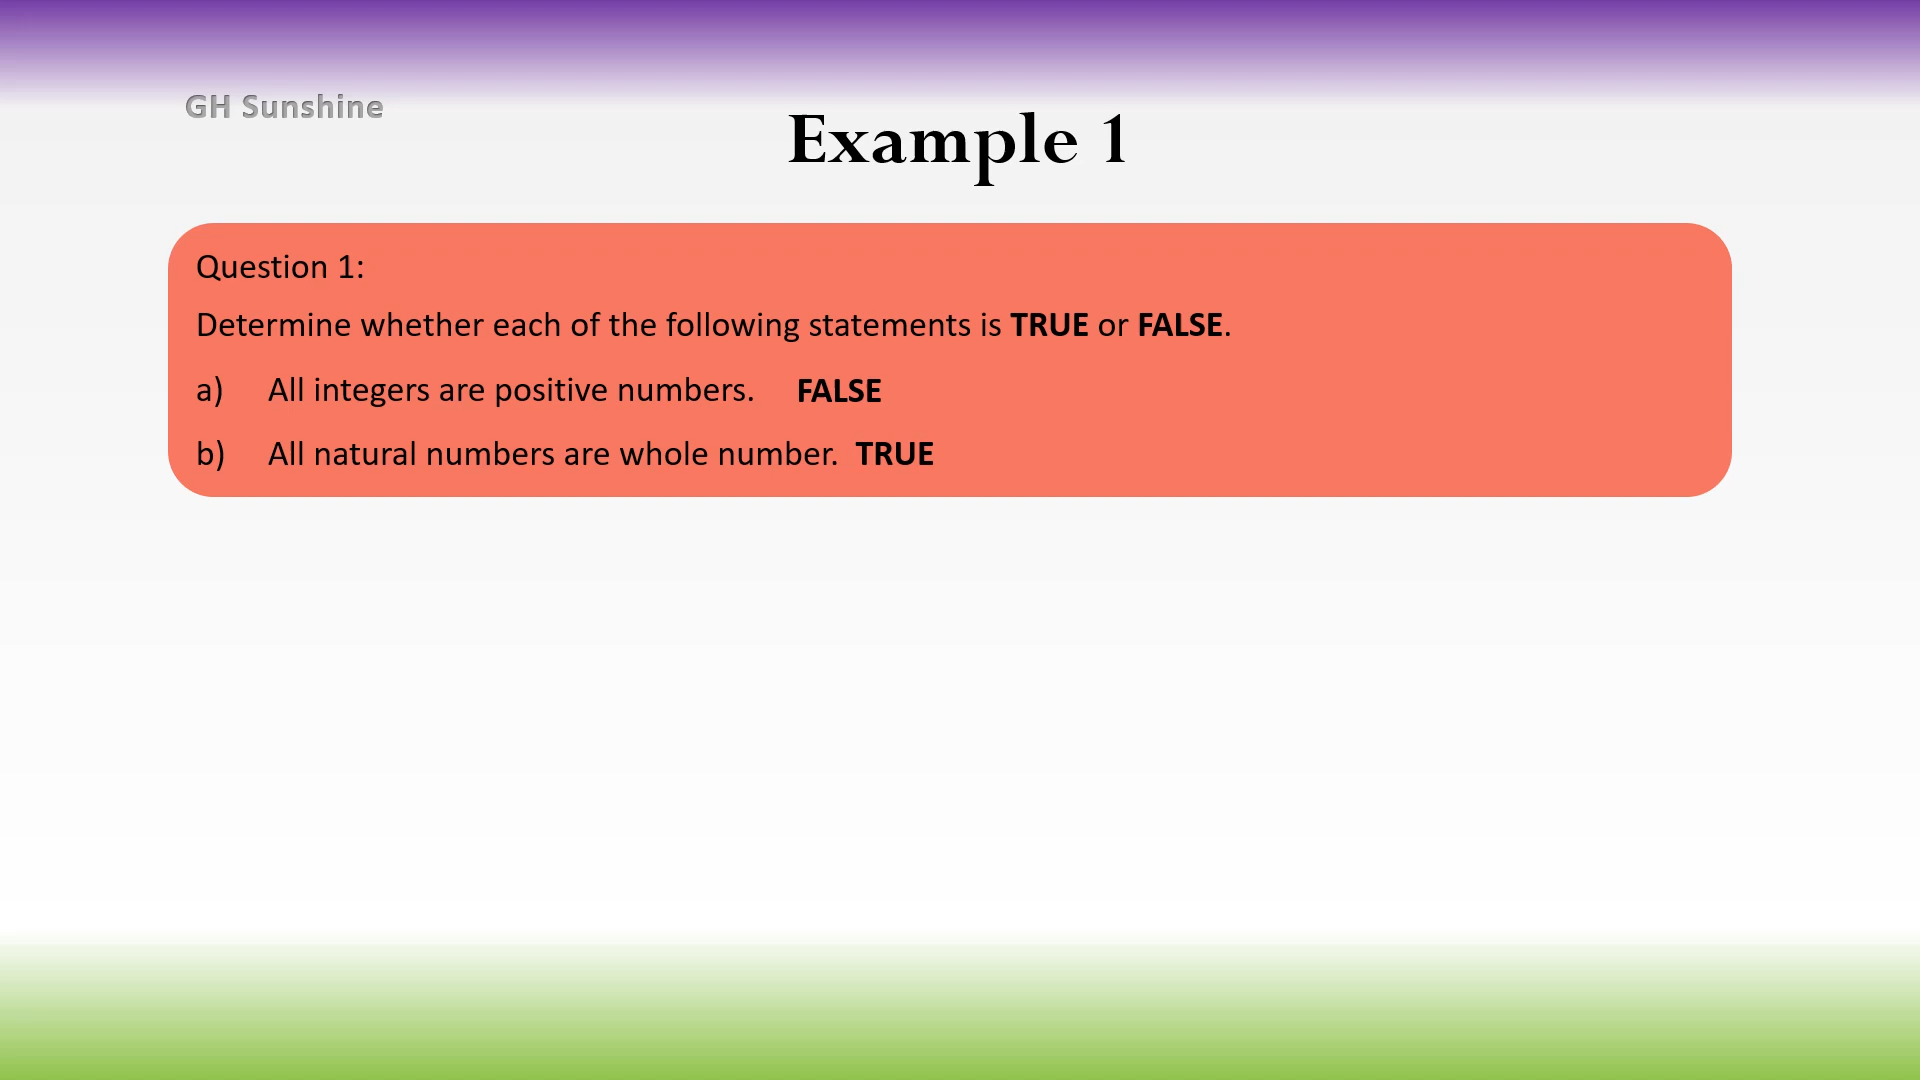 GH Sunshine
Example 1
Question 1:
Determine whether each of the following statements is TRUE or FALSE.
a) All integers are positive numbers. FALSE
b) All natural numbers are whole number. TRUE